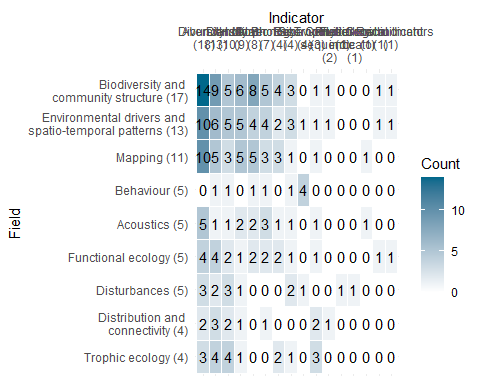 Indicator
Biodiversity and
community structure (17)
14 9 5 6 8 5 4 3 0 1 1 0 0 0 1 1
Environmental drivers and
spatio-temporal patterns (13)
10 6 5 5 4 4 2 3 1 1 1 0 0 0 1 1
Mapping (11)
10 5 3 5 5 3 3 1 0 1 0 0 0 1 0 0
Behaviour (5)
0 1 1 0 1 1 0 1 4 0 0 0 0 0 0 0
Acoustics (5)
5 1 1 2 2 3 1 1 0 1 0 0 0 1 0 0
Functional ecology (5)
4 4 2 1 2 2 2 1 0 1 0 0 0 0 1 1
Disturbances (5)
3 2 3 1 0 0 0 2 1 0 0 1 1 0 0 0
Distribution and
connectivity (4)
2 3 2 1 0 1 0 0 0 2 1 0 0 0 0 0
Trophic ecology (4)
3 4 4 1 0 0 2 1 0 3 0 0 0 0 0 0
Field
Count
10
5
0